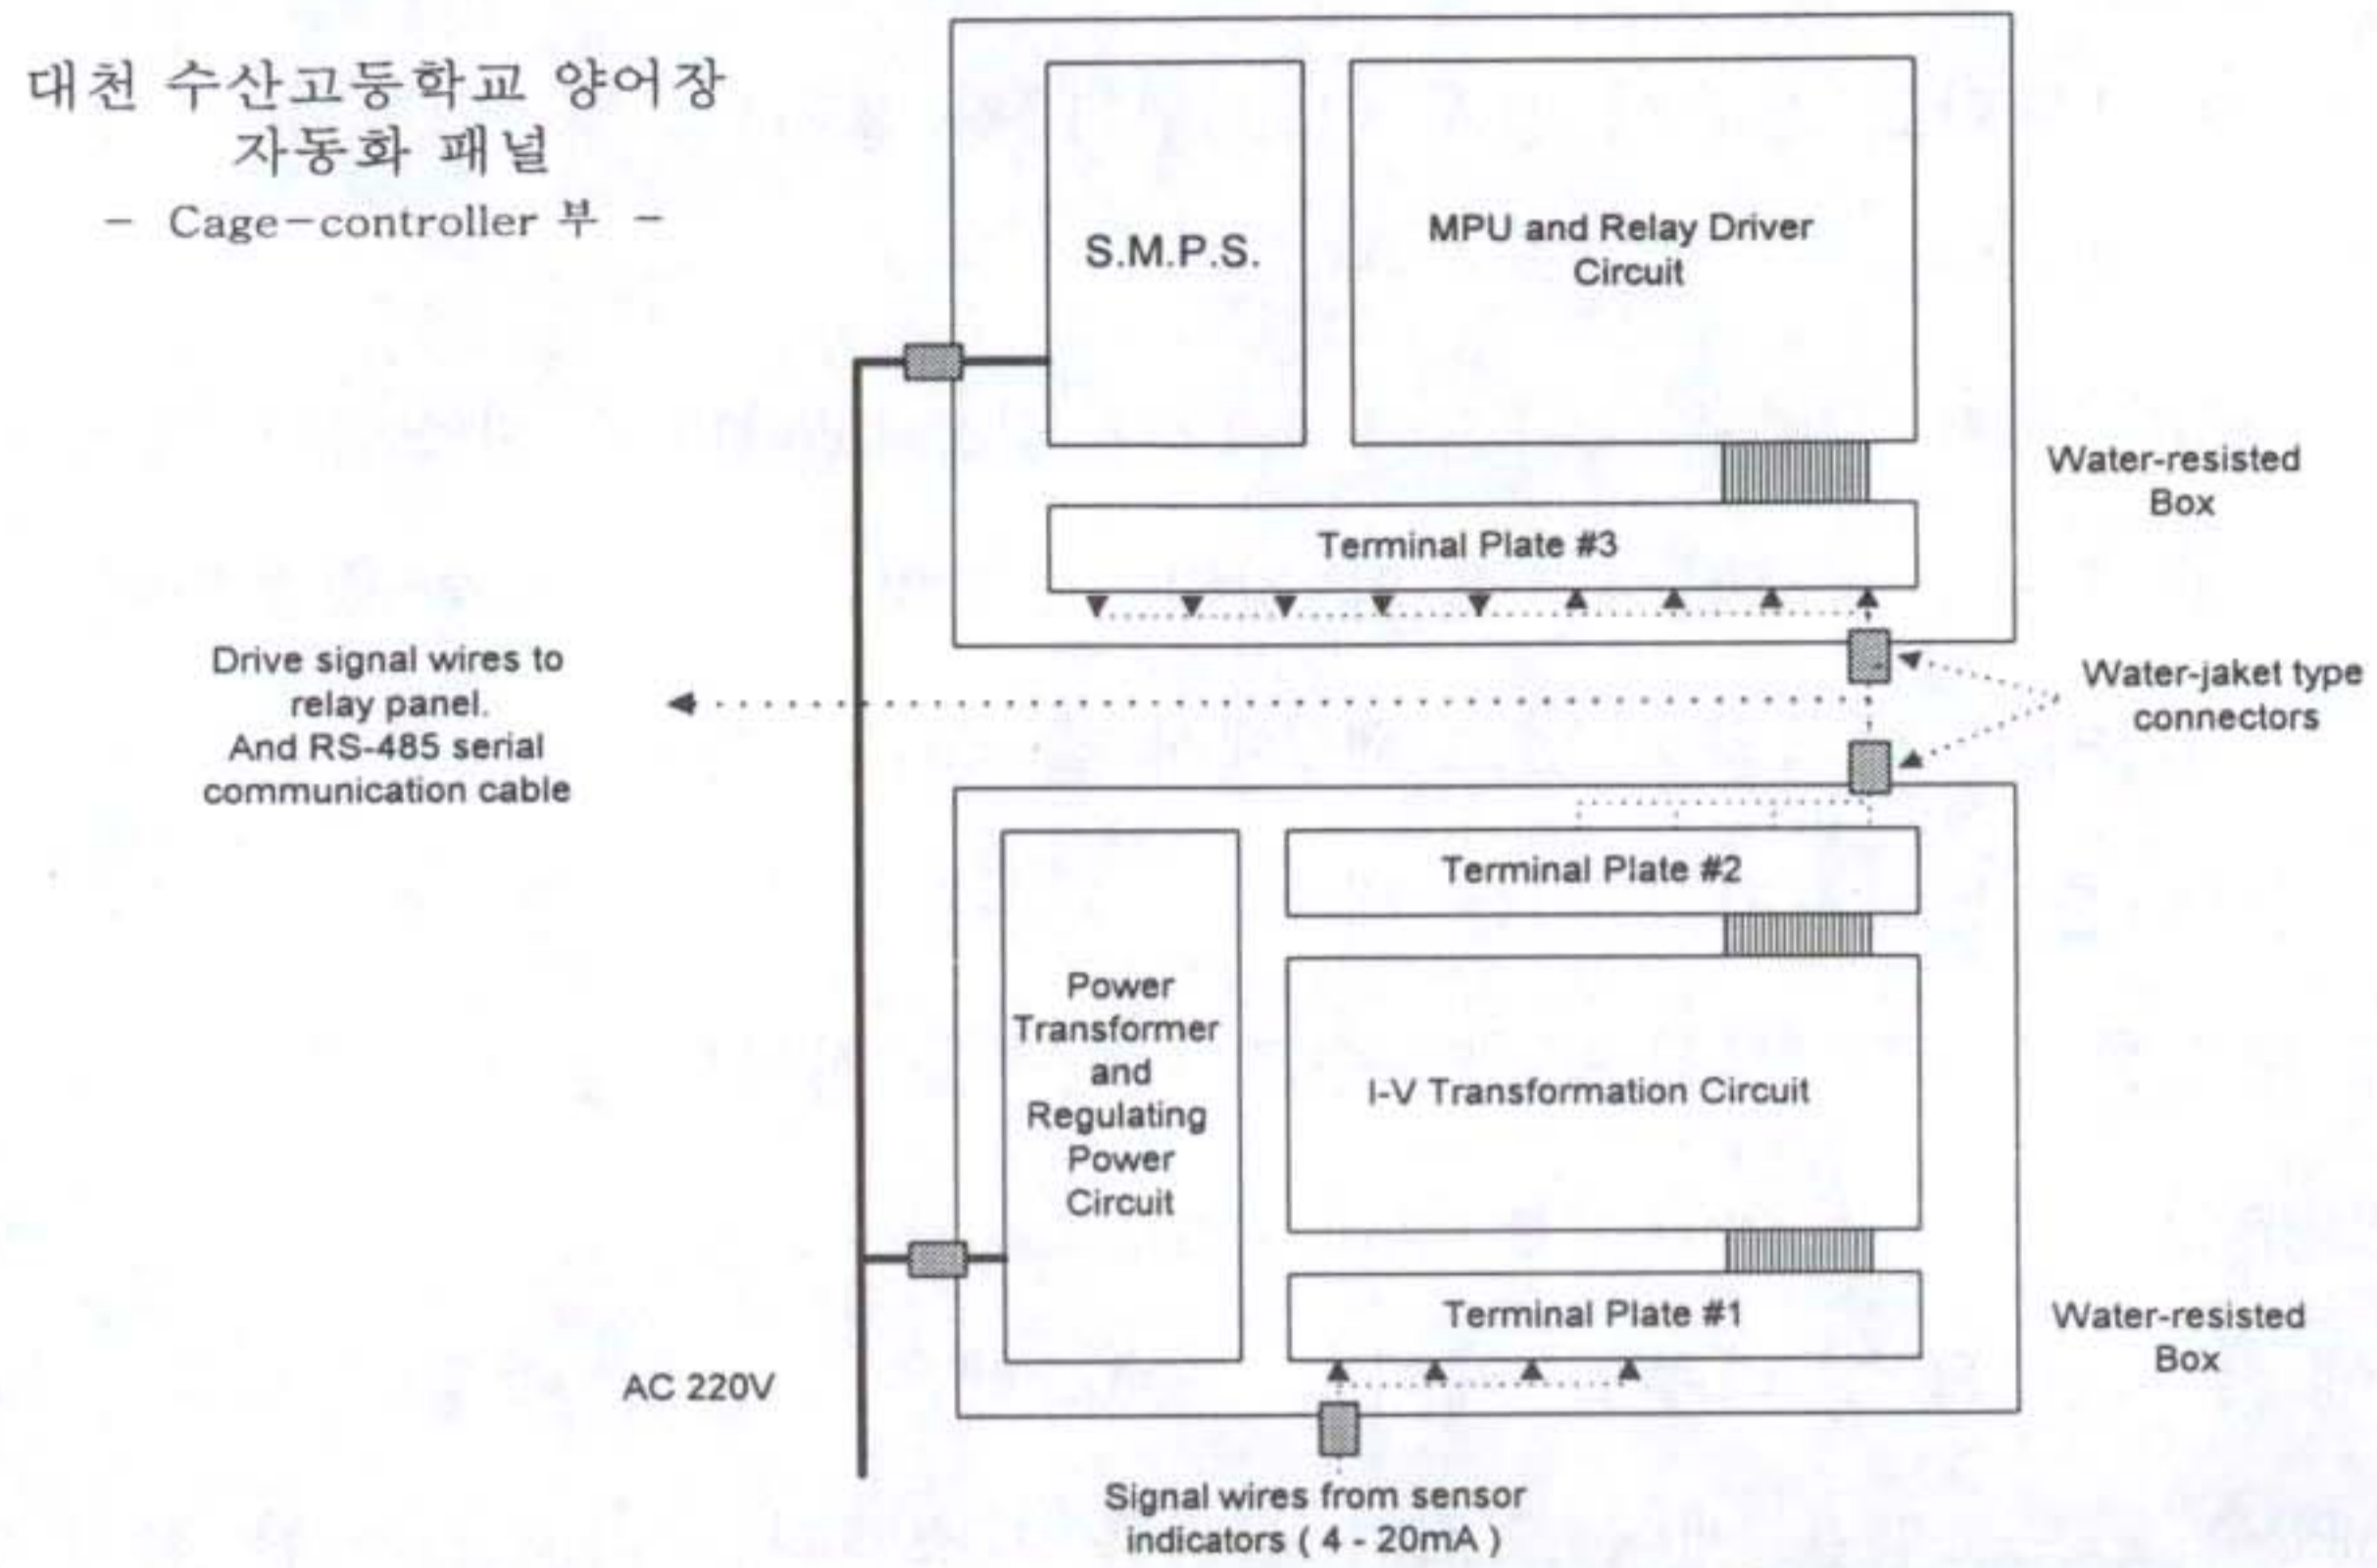 대천 수산고등학교 양어장
자동화 패널
- Cage-controller 부 -
S.M.P.S.
MPU and Relay Driver
Circuit
Terminal Plate #3
Water-resisted
Box
Drive signal wires to
relay panel.
And RS-485 serial
communication cable
Water-jaket type
connectors
Terminal Plate #2
Power
Transformer
and
Regulating
Power
Circuit
I-V Transformation Circuit
Terminal Plate #1
Water-resisted
Box
AC 220V
Signal wires from sensor
indicators ( 4 - 20mA )